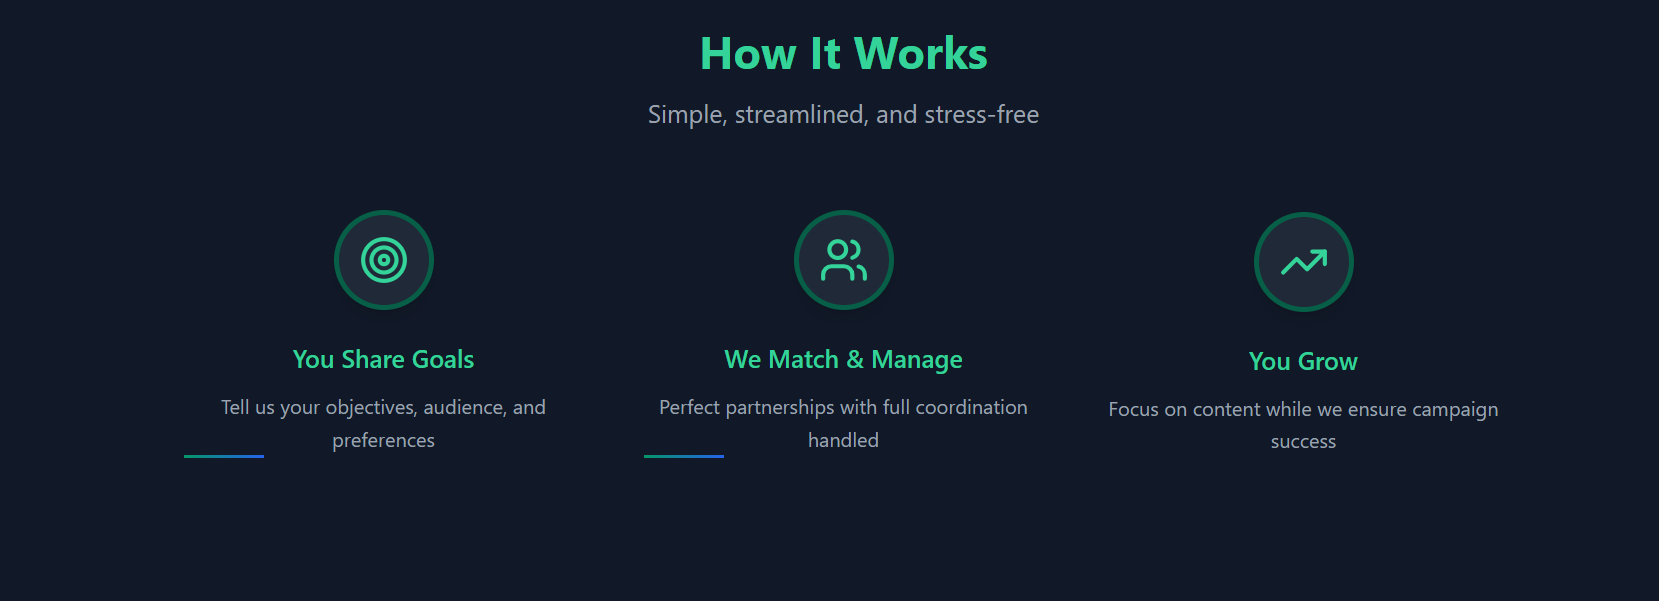 How It Works
Simple, streamlined, and stress-free
You Share Goals
Tell us your objectives, audience, and
preferences
We Match & Manage
Perfect partnerships with full coordination
handled
You Grow
Focus on content while we ensure campaign
success